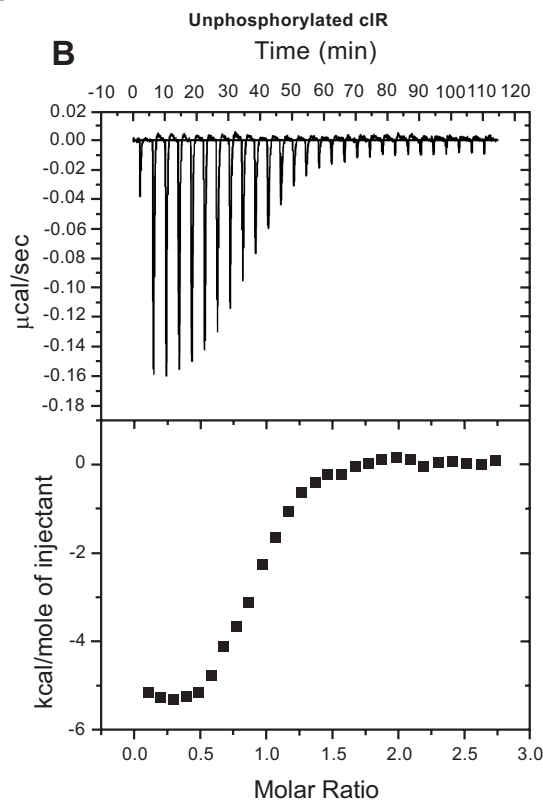 Unphosphorylated cIR
B
Time (min)
-10 0 10 20 30 40 50 60 70 80 90 100 110 120
0.02
0.00
-0.02
-0.04
-0.06
-0.08
-0.10
-0.12
-0.14
-0.16
-0.18
μcal/sec
0
-2
-4
-6
kcal/mole of injectant
0.0 0.5 1.0 1.5 2.0 2.5 3.0
Molar Ratio